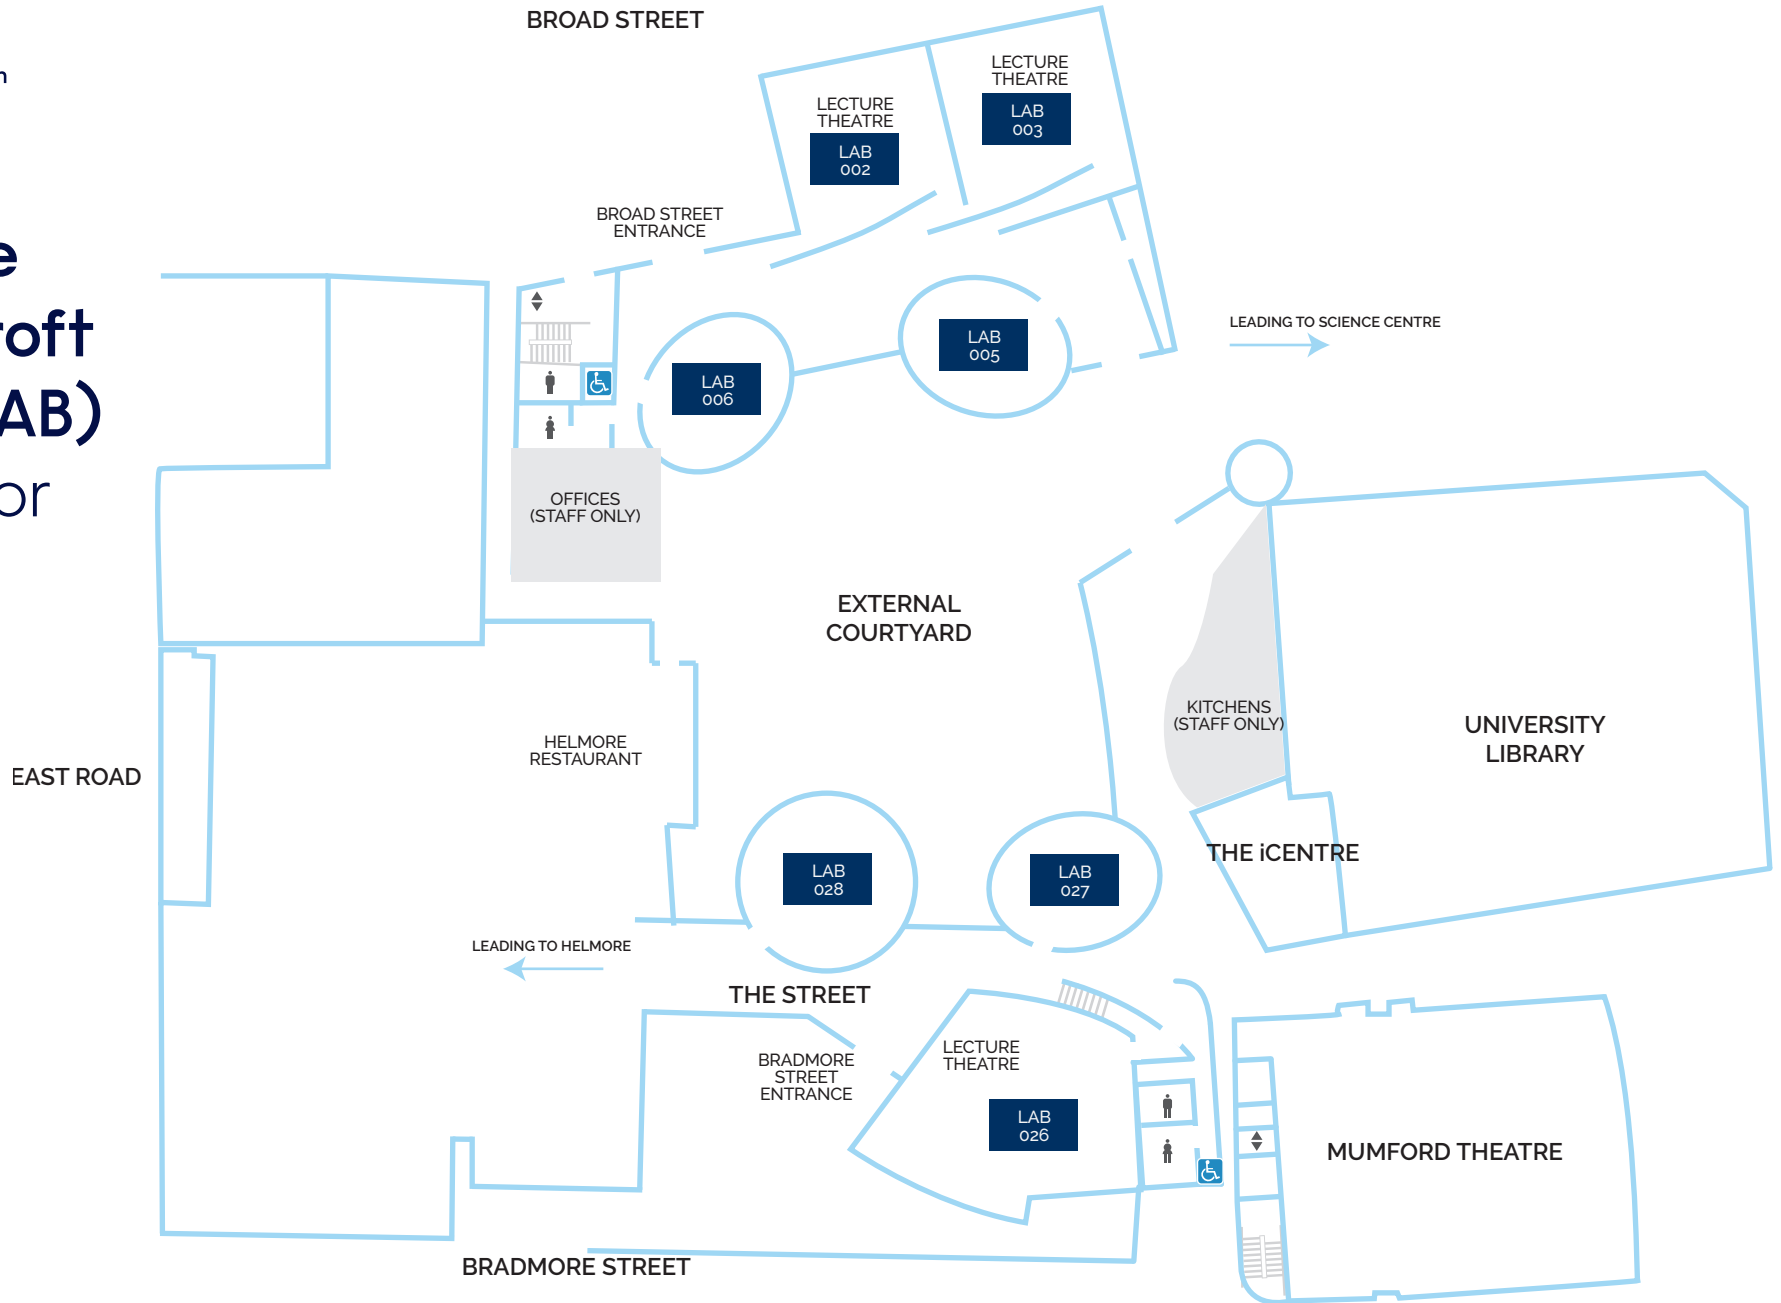 BROAD STREET
n
LECTURE
THEATRE
LAB
003
LECTURE
THEATRE
LAB
002
BROAD STREET
ENTRANCE
e
roft
AB)
or
LEADING TO SCIENCE CENTRE
LAB
005
LAB
006
OFFICES
(STAFF ONLY)
EXTERNAL
COURTYARD
KITCHENS
(STAFF ONLY)
UNIVERSITY
LIBRARY
HELMORE
RESTAURANT
EAST ROAD
THE iCENTRE
LAB
028
LAB
027
LEADING TO HELMORE
THE STREET
BRADMORE
STREET
ENTRANCE
LECTURE
THEATRE
LAB
026
MUMFORD THEATRE
BRADMORE STREET